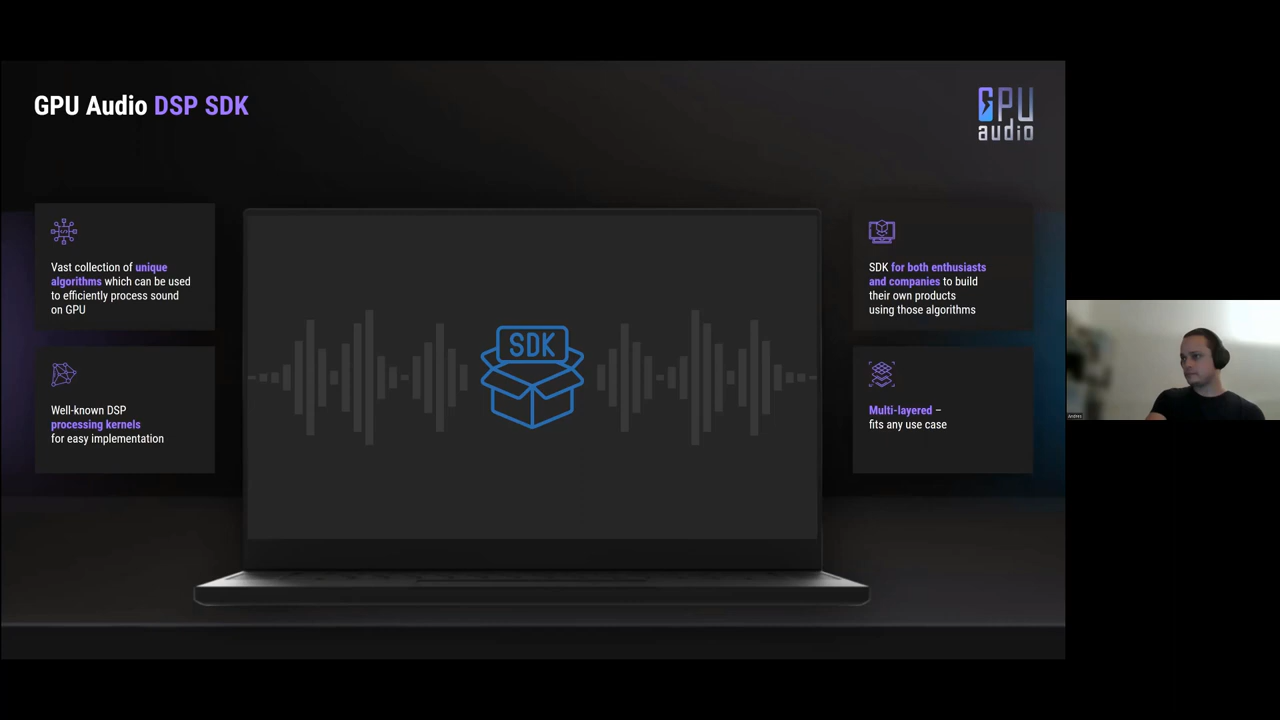 GPU Audio DSP SDK
GPU
audio
Vast collection of unique
algorithms which can be used
to efficiently process sound
on GPU
Well-known DSP
processing kernels
for easy implementation
SDK
SDK for both enthusiasts
and companies to build
their own products
using those algorithms
Multi-layered –
fits any use case